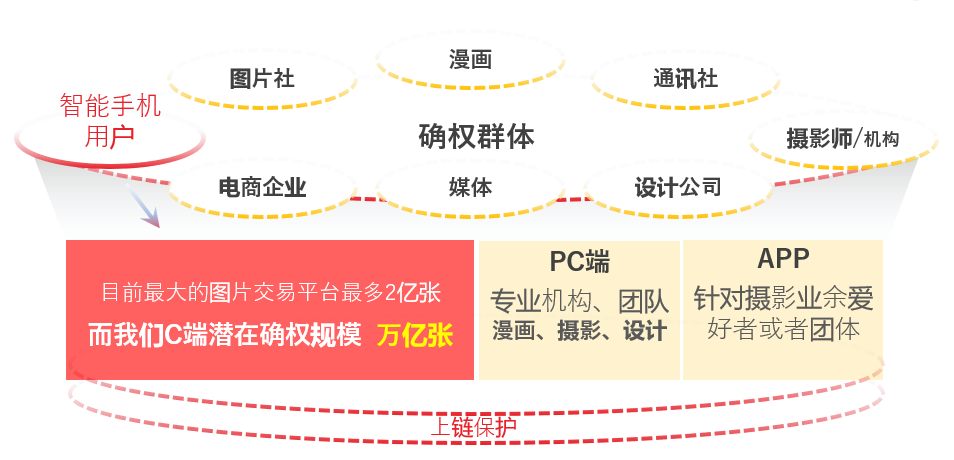 漫画
图片社
通讯社
智能手机
用户
确权群体
摄影师/机构
电商企业
媒体
设计公司
目前最大的图片交易平台最多2亿张
而我们C端潜在确权规模 万亿张
PC端
专业机构、团队
漫画、摄影、设计
APP
针对摄影业余爱
好者或者团体
上链保护